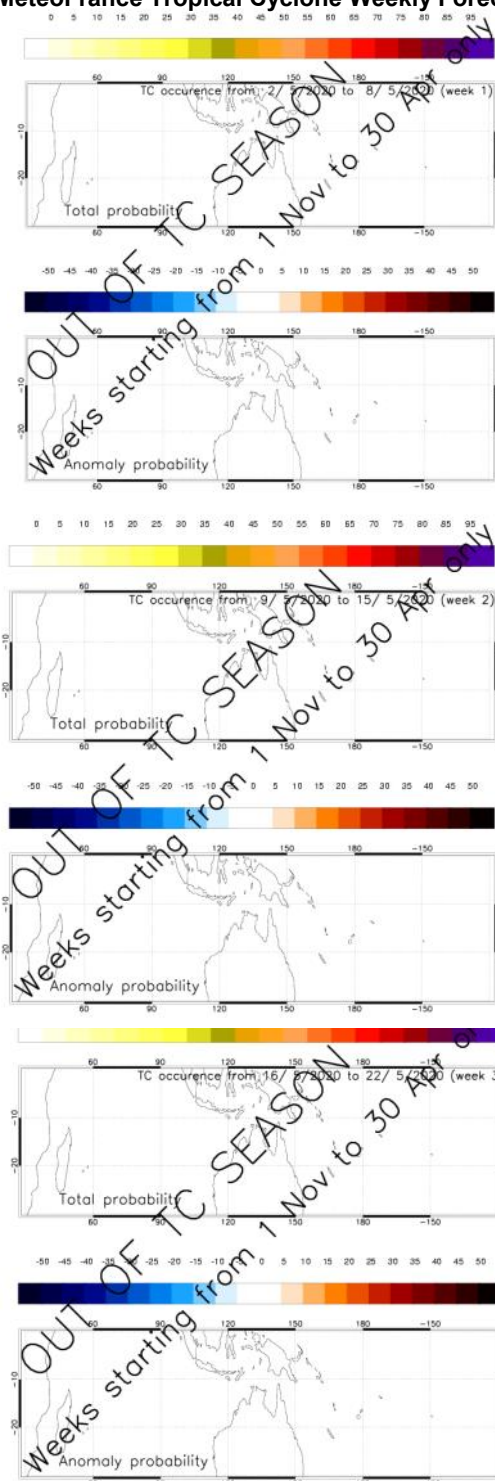 MeteoFrance Tropical Cyclone Weekly Forec
0 5 10 15 20 25 30 35 40 45 50 55 60 65 70 75 80 85 95
60 90 120 150 180 -150
TC occurence from 2/ 5/2020 to 8/ 5/2020 (week 1)
-10
-20
Total probability
60 90 120 150 180 -150
-50 -45 -40 -35 -30 -25 -20 -15 -10 -5 0 5 10 15 20 25 30 35 40 45 50
-10
-20
Anomaly probability
60 90 120 150 180 -150
OUT OF TC SEASON
Weeks starting from 1 Nov to 30 Apr only
0 5 10 15 20 25 30 35 40 45 50 55 60 65 70 75 80 85 95
60 90 120 150 180 -150
TC occurence from 9/ 5/2020 to 15/ 5/2020 (week 2)
-10
-20
Total probability
60 90 120 150 180 -150
-50 -45 -40 -35 -30 -25 -20 -15 -10 -5 0 5 10 15 20 25 30 35 40 45 50
60 90 120 150 180 -150
-10
-20
Anomaly probability
60 90 120 150 180 -150
OUT OF TC SEASON
Weeks starting from 1 Nov to 30 Apr only
60 90 120 150 180 -150
TC occurence from 16/ 5/2020 to 22/ 5/2020 (week 3
-10
-20
Total probability
60 90 120 150 180 -150
-50 -45 -40 -35 -30 -25 -20 -15 -10 -5 0 5 10 15 20 25 30 35 40 45 50
60 90 120 150 180 -150
-10
-20
Anomaly probability
OUT OF TC SEASON
Weeks starting from 1 Nov to 30 Apr on